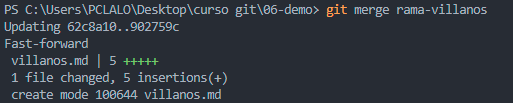 PS C:\Users\PCLALO\Desktop\curso git\06-demo> git merge rama-villanos
Updating 62c8a10..902759c
Fast-forward
 villanos.md | 5 +++++
 1 file changed, 5 insertions(+)
 create mode 100644 villanos.md